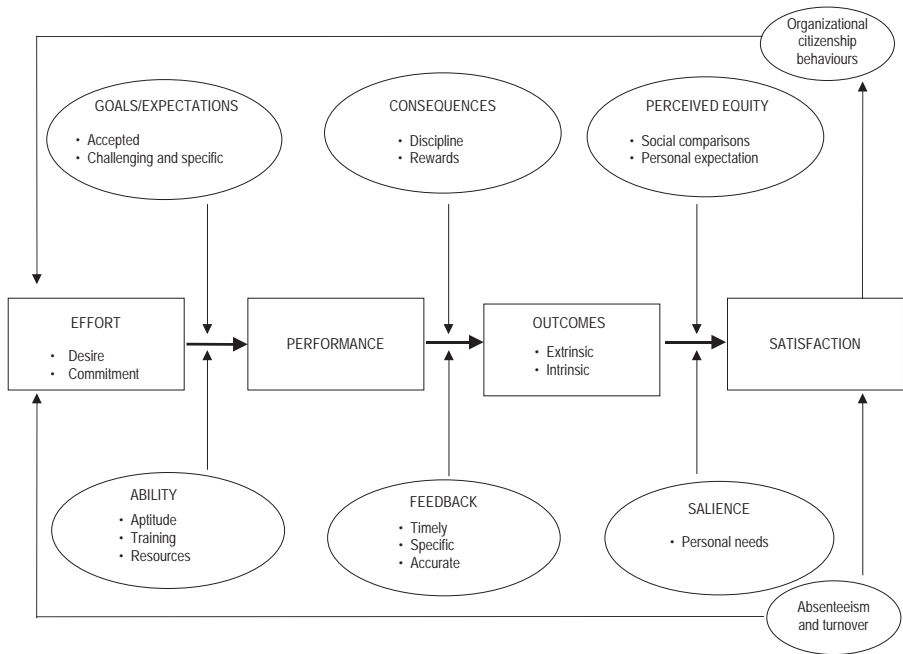 Organizational
citizenship
behaviours
GOALS/EXPECTATIONS
• Accepted
• Challenging and specific
CONSEQUENCES
• Discipline
• Rewards
PERCEIVED EQUITY
• Social comparisons
• Personal expectation
EFFORT
• Desire
• Commitment
PERFORMANCE
OUTCOMES
• Extrinsic
• Intrinsic
SATISFACTION
ABILITY
• Aptitude
• Training
• Resources
FEEDBACK
• Timely
• Specific
• Accurate
SALIENCE
• Personal needs
Absenteeism
and turnover